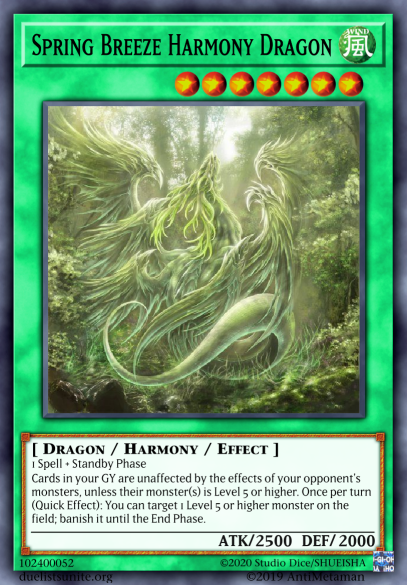 SPRING BREEZE HARMONY DRAGON
WIND
風
[ DRAGON / HARMONY / EFFECT ]
1 Spell + Standby Phase
Cards in your GY are unaffected by the effects of your opponent's
monsters, unless their monster(s) is Level 5 or higher. Once per turn
(Quick Effect): You can target 1 Level 5 or higher monster on the
field; banish it until the End Phase.
ATK/2500 DEF/2000
102400052
©2020 Studio Dice/SHUEISHA
duelistsunite.org
©2019 AntiMetaman